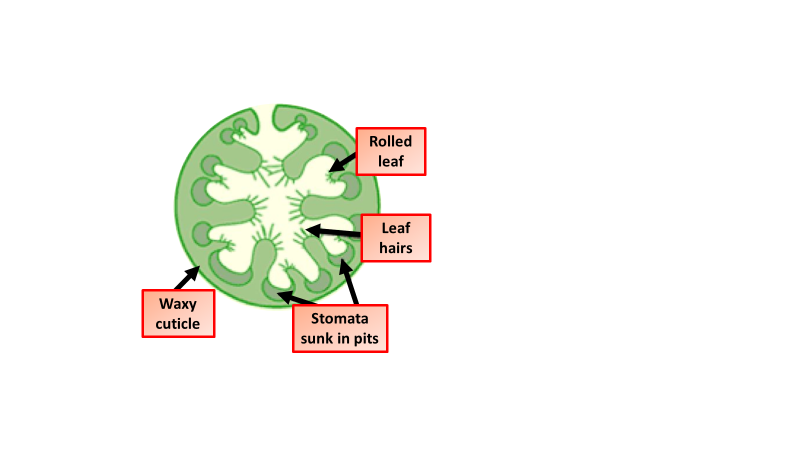 Rolled
leaf
Leaf
hairs
Waxy
cuticle
Stomata
sunk in pits